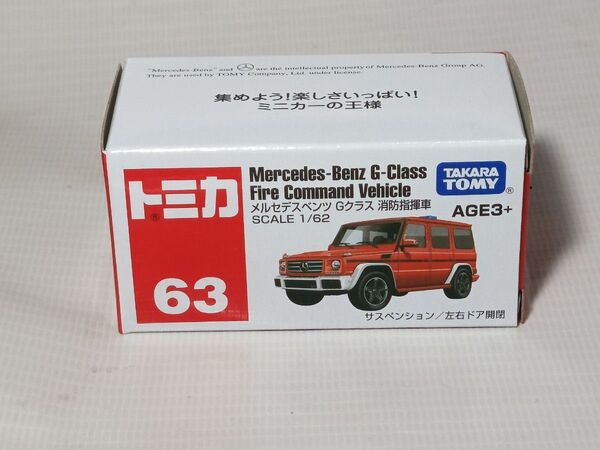 "Mercedes-Benz" and are the intellectual property of Mercedes-Benz Group AG.
They are used by TOMY Company, Ltd. under license.
集めよう!楽しさいっぱい!
ミニカーの王様
トミカ
®
63
Mercedes-Benz G-Class
Fire Command Vehicle
メルセデスベンツ Gクラス 消防指揮車
SCALE 1/62
TAKARA
TOMY
®
AGE3+
サスペンション/左右ドア開閉